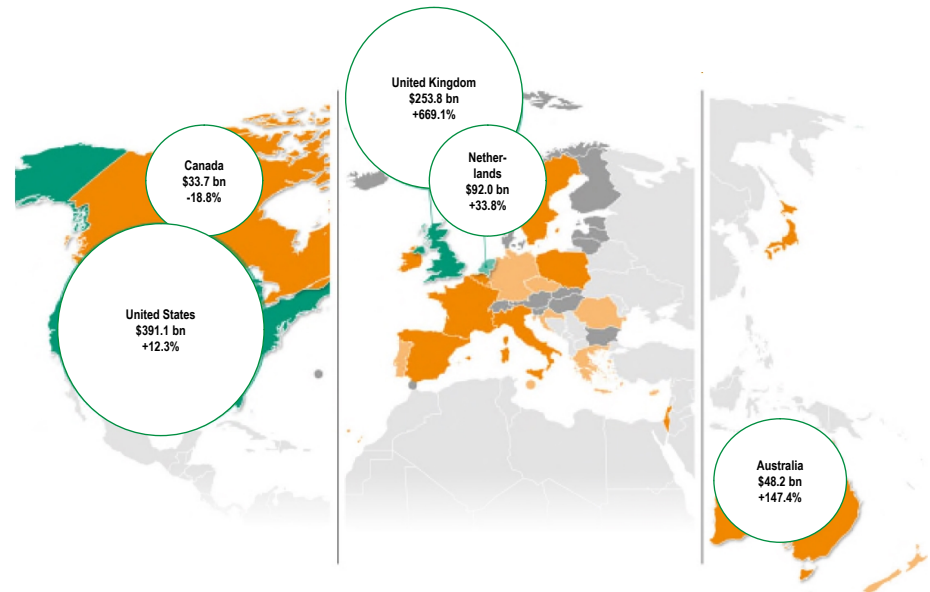 United Kingdom
$253.8 bn
+669.1%
Nether-
lands
$92.0 bn
+33.8%
Canada
$33.7 bn
-18.8%
United States
$391.1 bn
+12.3%
Australia
$48.2 bn
+147.4%